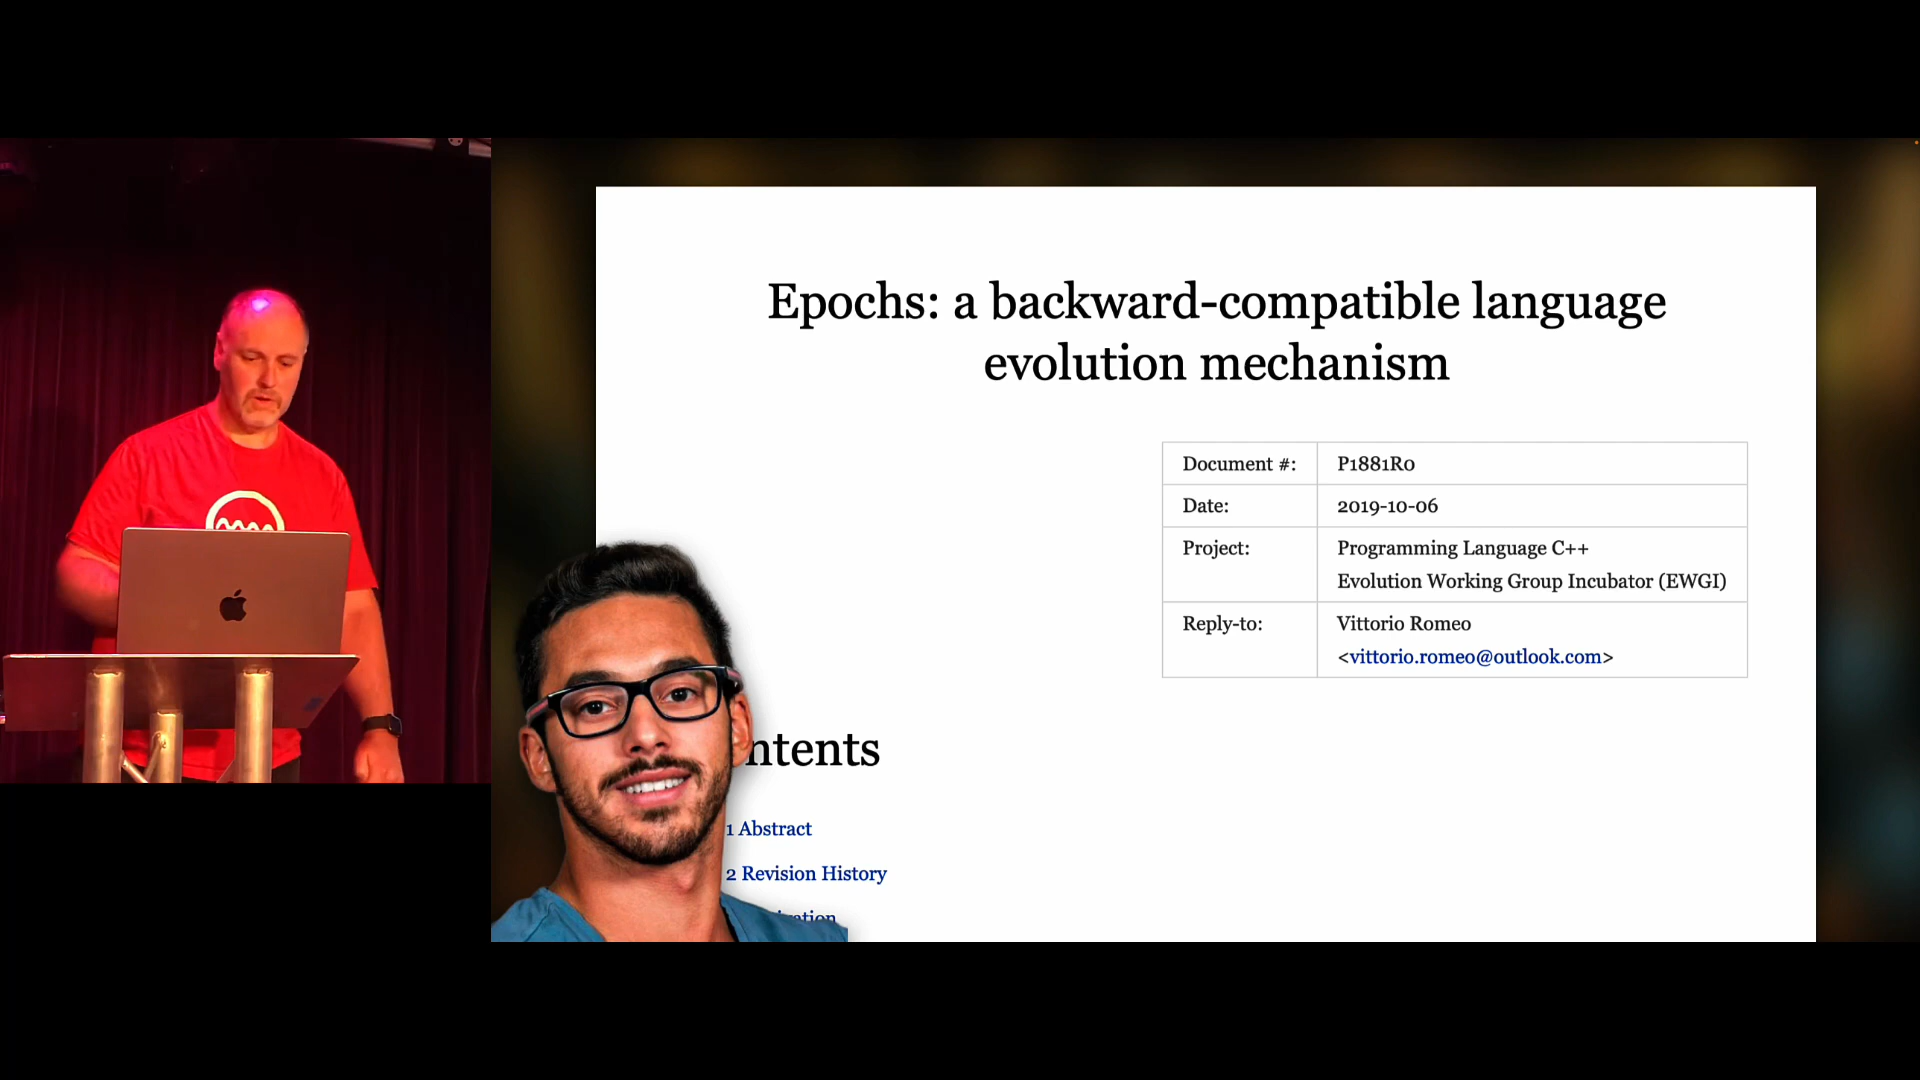 Epochs: a backward-compatible language
evolution mechanism
Document #: P1881R0
Date: 2019-10-06
Project: Programming Language C++
Evolution Working Group Incubator (EWGI)
Reply-to: Vittorio Romeo
<vittorio.romeo@outlook.com>
ntents
1 Abstract
2 Revision History